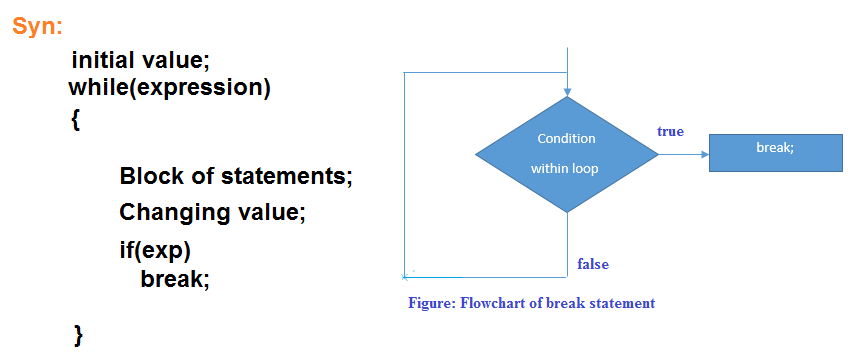 Syn:
initial value;
while(expression)
{
Block of statements;
Changing value;
if(exp)
break;
}
Condition
within loop
true
break;
false
Figure: Flowchart of break statement